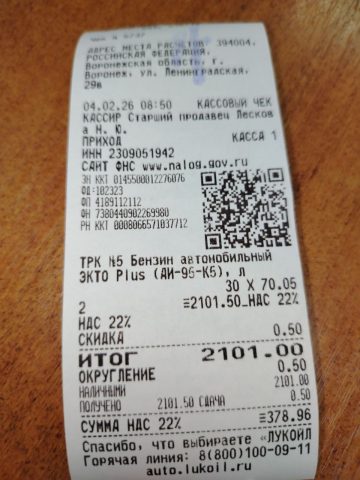 ЧЕК № 6737
АДРЕС МЕСТА РАСЧЕТОВ: 394004,
РОССИЙСКАЯ ФЕДЕРАЦИЯ,
Воронежская область, г.
Воронеж, ул. Ленинградская,
29в
04.02.26 08:50 КАССОВЫЙ ЧЕК
КАССИР Старший продавец Лесков
а Н. Ю.
ПРИХОД КАССА 1
ИНН 2309051942
САЙТ ФНС www.nalog.gov.ru
ЗН ККТ 0145500012276076
ФД:102323
ФП 4189112112
ФН 7380440902269980
РН ККТ 0008066571037712
ТРК №5 Бензин автомобильный
ЭКТО Plus (АИ-95-К5), л
30 X 70.05
2 ≡2101.50_НДС 22%
НДС 22%
СКИДКА 0.50
ИТОГ 2101.00
ОКРУГЛЕНИЕ 0.50
НАЛИЧНЫМИ 2101.00
ПОЛУЧЕНО 2101.50 СДАЧА 0.50
СУММА НДС 22% ≡378.96
Спасибо, что выбираете «ЛУКОЙЛ
Горячая линия: 8(800)100-09-11
auto.lukoil.ru